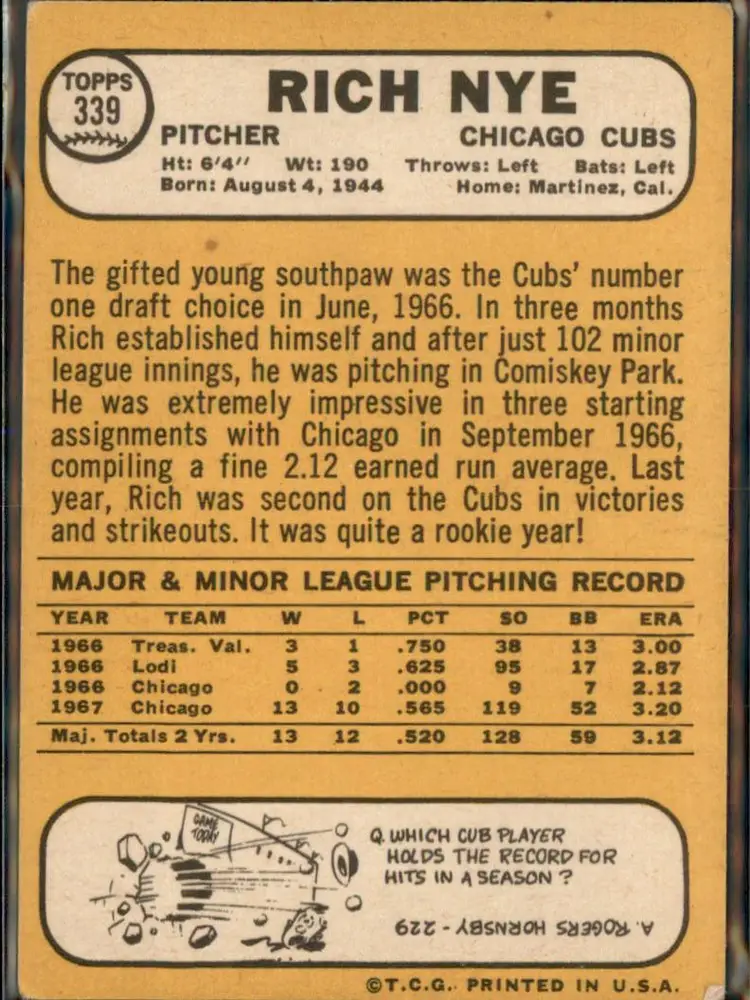 TOPPS
339
RICH NYE
PITCHER CHICAGO CUBS
Ht: 6'4" Wt: 190 Throws: Left Bats: Left
Born: August 4, 1944 Home: Martinez, Cal.
The gifted young southpaw was the Cubs' number
one draft choice in June, 1966. In three months
Rich established himself and after just 102 minor
league innings, he was pitching in Comiskey Park.
He was extremely impressive in three starting
assignments with Chicago in September 1966,
compiling a fine 2.12 earned run average. Last
year, Rich was second on the Cubs in victories
and strikeouts. It was quite a rookie year!
MAJOR & MINOR LEAGUE PITCHING RECORD
YEAR TEAM W L PCT SO BB ERA
1966 Treas. Val. 3 1 .750 38 13 3.00
1966 Lodi 5 3 .625 95 17 2.87
1966 Chicago 0 2 .000 9 7 2.12
1967 Chicago 13 10 .565 119 52 3.20
Maj. Totals 2 Yrs. 13 12 .520 128 59 3.12
GAME
TODAY
Q. WHICH CUB PLAYER
HOLDS THE RECORD FOR
HITS IN A SEASON?
A. ROGERS HORNSBY - 229
©T.C.G. PRINTED IN U.S.A.